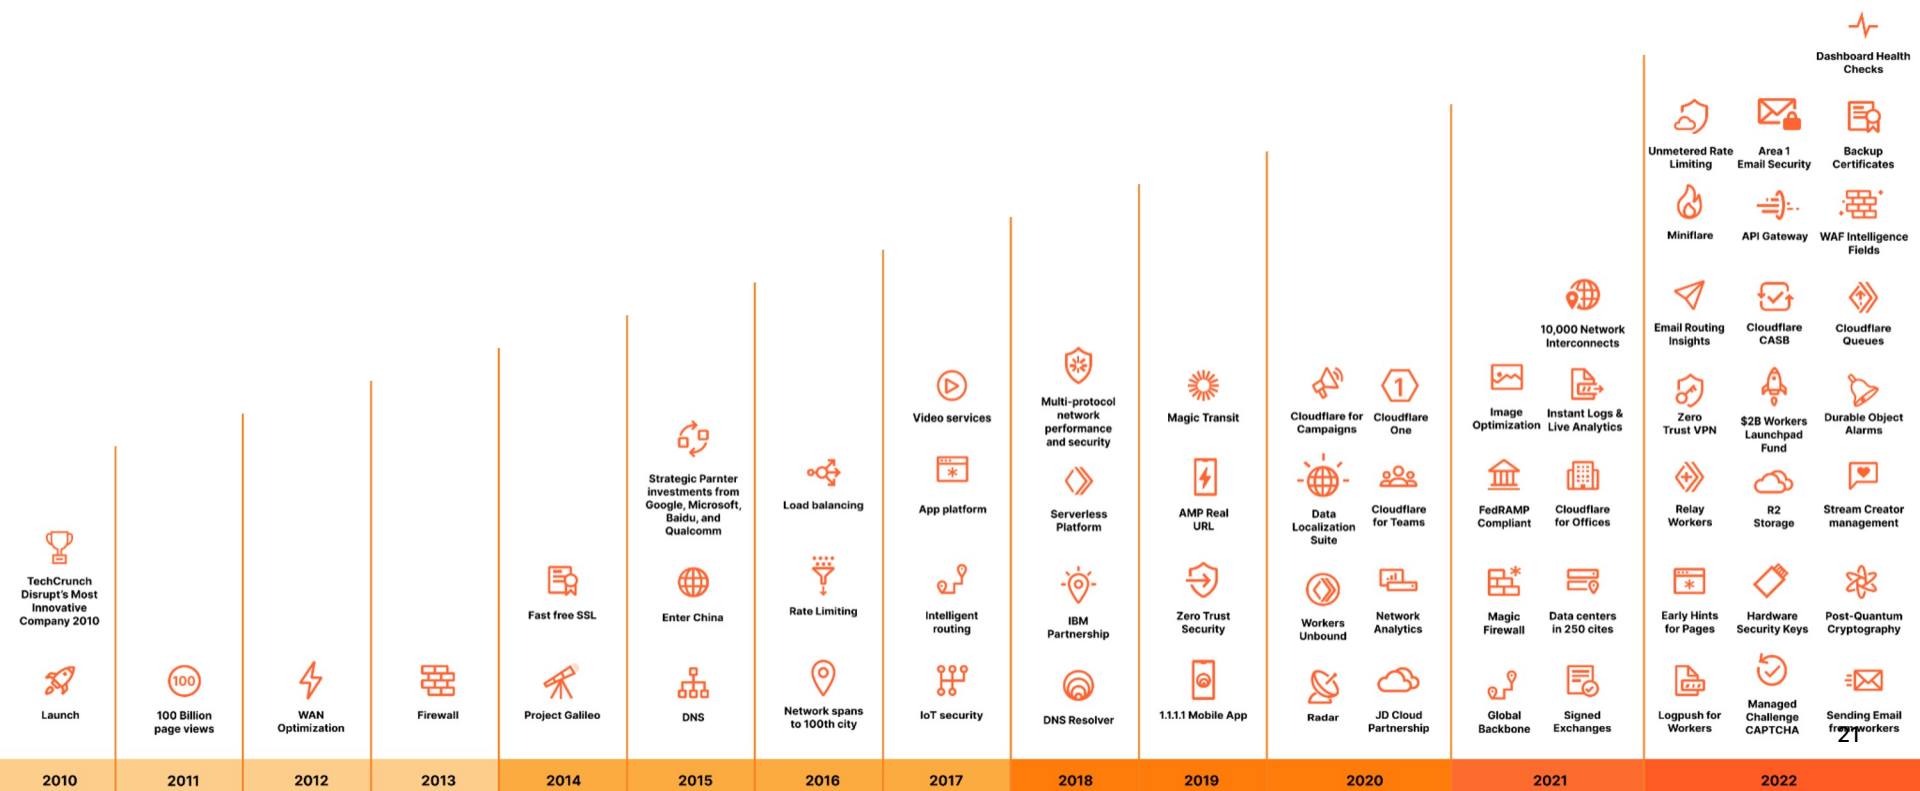 TechCrunch
Disrupt's Most
Innovative
Company 2010
Launch
2010
100 Billion
page views
2011
WAN
Optimization
2012
Firewall
2013
Fast free SSL
Project Galileo
2014
Strategic Parnter
investments from
Google, Microsoft,
Baidu, and
Qualcomm
Enter China
DNS
2015
Load balancing
Rate Limiting
Network spans
to 100th city
2016
Video services
App platform
Intelligent
routing
IoT security
2017
Multi-protocol
network
performance
and security
Serverless
Platform
IBM
Partnership
DNS Resolver
2018
Magic Transit
AMP Real
URL
Zero Trust
Security
1.1.1.1 Mobile App
2019
Cloudflare for
Campaigns
1
Cloudflare
One
Data
Localization
Suite
Cloudflare
for Teams
Workers
Unbound
Network
Analytics
Radar
JD Cloud
Partnership
2020
10,000 Network
Interconnects
Image
Optimization
Instant Logs &
Live Analytics
FedRAMP
Compliant
Cloudflare
for Offices
Magic
Firewall
Data centers
in 250 cites
Global
Backbone
Signed
Exchanges
2021
Dashboard Health
Checks
Unmetered Rate
Limiting
Area 1
Email Security
Backup
Certificates
Miniflare
API Gateway
WAF Intelligence
Fields
Email Routing
Insights
Cloudflare
CASB
Cloudflare
Queues
Zero
Trust VPN
$2B Workers
Launchpad
Fund
Durable Object
Alarms
Relay
Workers
R2
Storage
Stream Creator
management
Early Hints
for Pages
Hardware
Security Keys
Post-Quantum
Cryptography
Logpush for
Workers
Managed
Challenge
CAPTCHA
Sending Email
from workers
21
2022
100